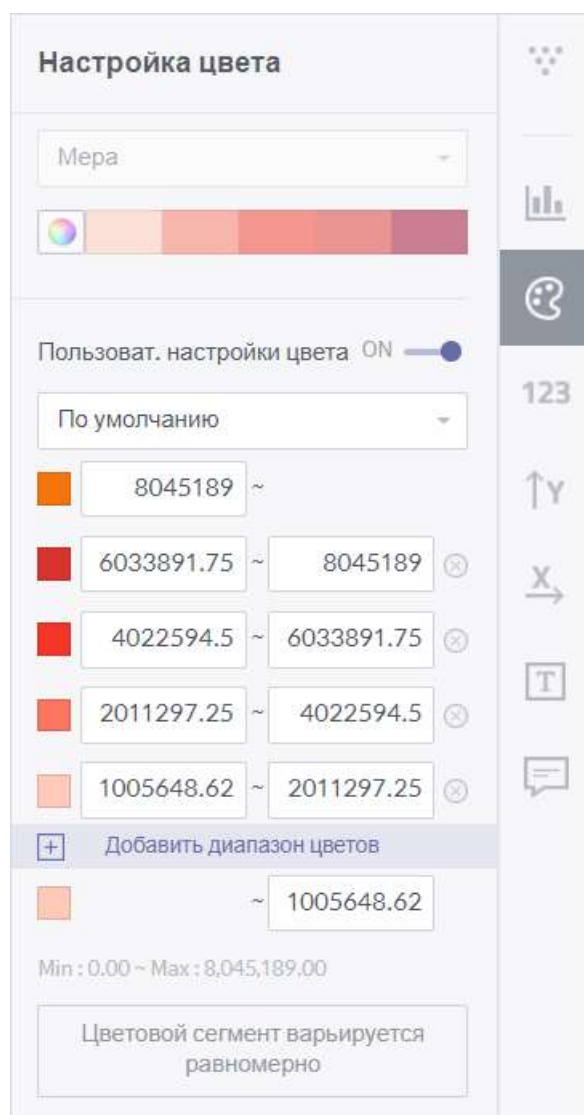 Настройка цвета
Мера
Пользоват. настройки цвета ON
123
По умолчанию
8045189 ~
Y
6033891.75 ~ 8045189
X
4022594.5 ~ 6033891.75
T
2011297.25 ~ 4022594.5
1005648.62 ~ 2011297.25
Добавить диапазон цветов
~ 1005648.62
Min : 0.00 ~ Max : 8,045,189.00
Цветовой сегмент варьируется
равномерно